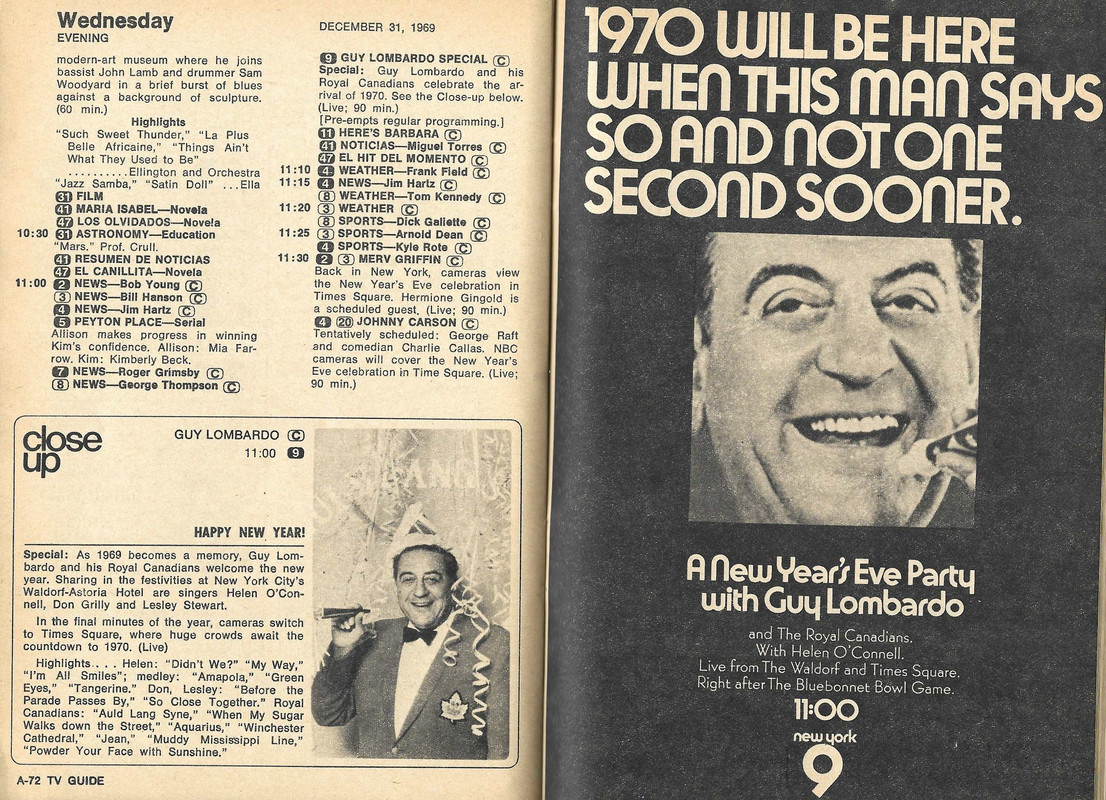 Wednesday
EVENING
DECEMBER 31, 1969
modern-art museum where he joins
bassist John Lamb and drummer Sam
Woodyard in a brief burst of blues
against a background of sculpture.
(60 min.)
Highlights
"Such Sweet Thunder," "La Plus
Belle Africaine," "Things Ain't
What They Used to Be"
..........Ellington and Orchestra
"Jazz Samba," "Satin Doll" ...Ella
31 FILM
41 MARIA ISABEL—Novela
47 LOS OLVIDADOS—Novela
10:30 31 ASTRONOMY—Education
"Mars." Prof. Crull.
41 RESUMEN DE NOTICIAS
47 EL CANILLITA—Novela
11:00 2 NEWS—Bob Young C
3 NEWS—Bill Hanson C
4 NEWS—Jim Hartz C
5 PEYTON PLACE—Serial
Allison makes progress in winning
Kim's confidence. Allison: Mia Far-
row. Kim: Kimberly Beck.
7 NEWS—Roger Grimsby C
8 NEWS—George Thompson C
9 GUY LOMBARDO SPECIAL C
Special: Guy Lombardo and his
Royal Canadians celebrate the ar-
rival of 1970. See the Close-up below.
(Live; 90 min.)
[Pre-empts regular programming.]
11 HERE'S BARBARA C
41 NOTICIAS—Miguel Torres C
47 EL HIT DEL MOMENTO C
11:10 4 WEATHER—Frank Field C
11:15 4 NEWS—Jim Hartz C
8 WEATHER—Tom Kennedy C
11:20 3 WEATHER C
8 SPORTS—Dick Galiette C
11:25 3 SPORTS—Arnold Dean C
4 SPORTS—Kyle Rote C
11:30 2 3 MERV GRIFFIN C
Back in New York, cameras view
the New Year's Eve celebration in
Times Square. Hermione Gingold is
a scheduled guest. (Live; 90 min.)
4 20 JOHNNY CARSON C
Tentatively scheduled: George Raft
and comedian Charlie Callas. NBC
cameras will cover the New Year's
Eve celebration in Time Square. (Live;
90 min.)
close
up
GUY LOMBARDO C
11:00 9
HAPPY NEW YEAR!
Special: As 1969 becomes a memory, Guy Lom-
bardo and his Royal Canadians welcome the new
year. Sharing in the festivities at New York City's
Waldorf-Astoria Hotel are singers Helen O'Con-
nell, Don Grilly and Lesley Stewart.
In the final minutes of the year, cameras switch
to Times Square, where huge crowds await the
countdown to 1970. (Live)
Highlights . . . Helen: "Didn't We?" "My Way,"
"I'm All Smiles"; medley: "Amapola," "Green
Eyes," "Tangerine." Don, Lesley: "Before the
Parade Passes By," "So Close Together." Royal
Canadians: "Auld Lang Syne," "When My Sugar
Walks down the Street," "Aquarius," "Winchester
Cathedral," "Jean," "Muddy Mississippi Line,"
"Powder Your Face with Sunshine."
A-72 TV GUIDE
1970 WILL BE HERE
WHEN THIS MAN SAYS
SO AND NOT ONE
SECOND SOONER.
A New Year's Eve Party
with Guy Lombardo
and The Royal Canadians.
With Helen O'Connell.
Live from The Waldorf and Times Square.
Right after The Bluebonnet Bowl Game.
11:00
new york
9